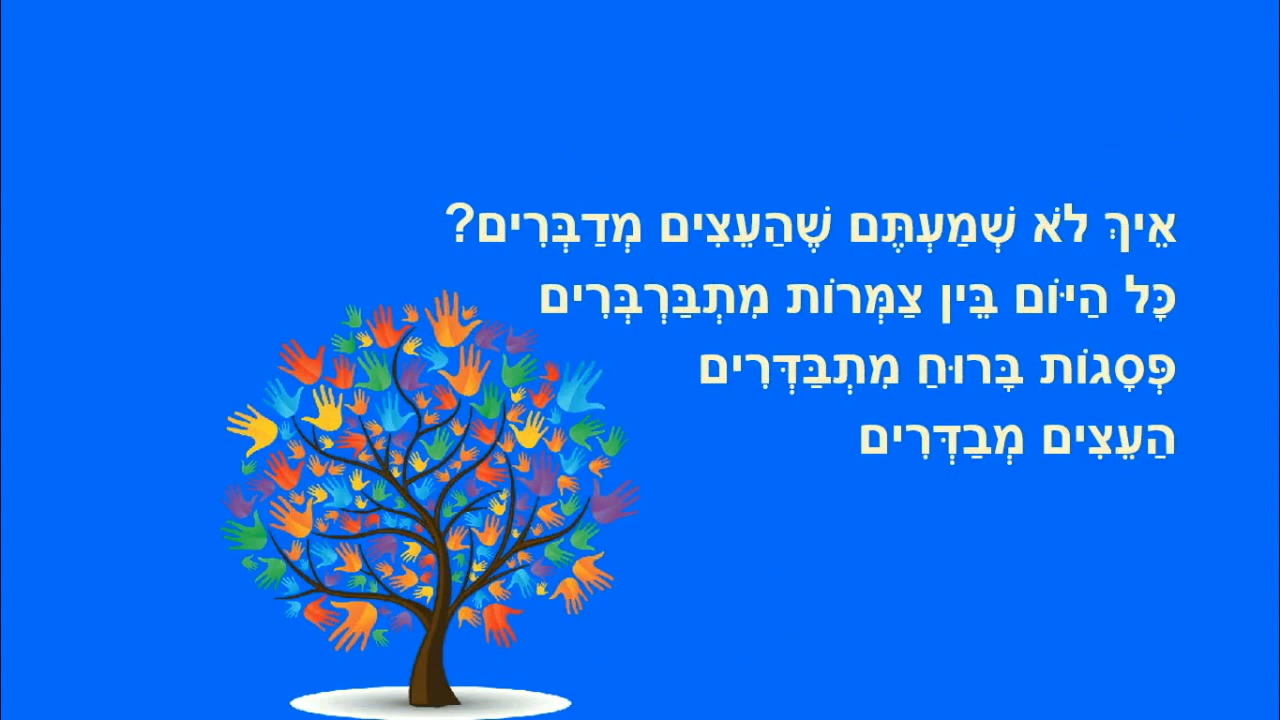 אֵיךְ לֹא שְׁמַעְתֶּם שֶׁהַעֵצִים מְדַבְּרִים?
כָּל הַיּוֹם בֵּין צַמְּרוֹת מִתְבַּרְבְּרִים
פְּסָגוֹת בָּרוּחַ מִתְבַּדְּרִים
הַעֵצִים מְבַדְּרִים